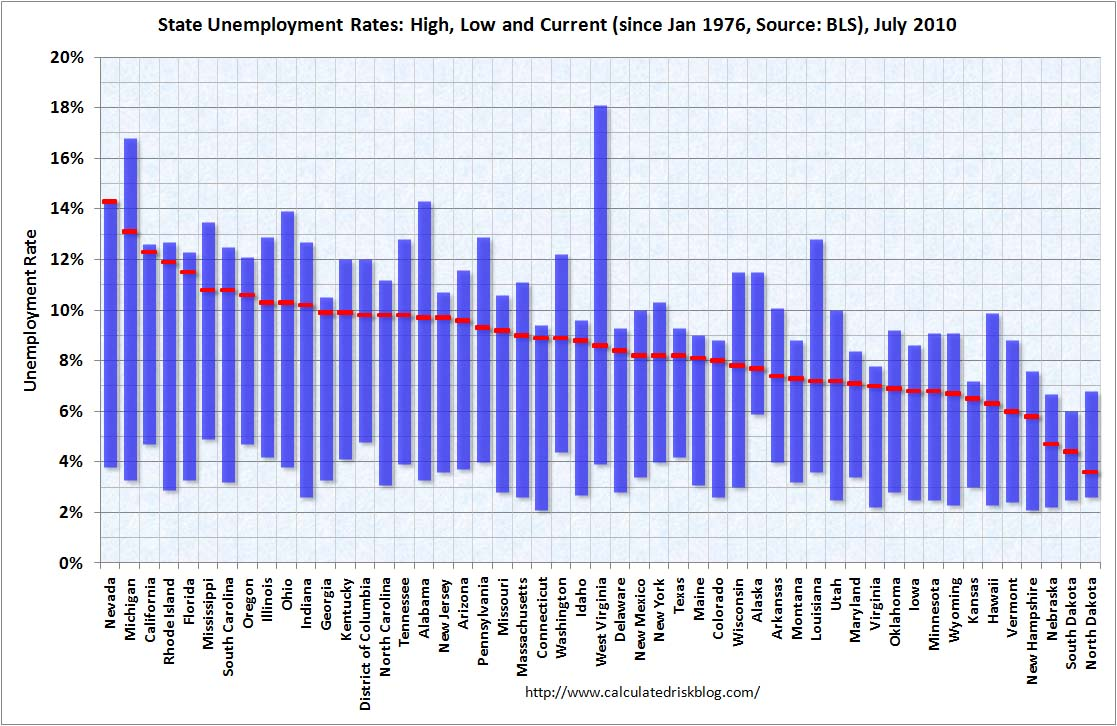 State Unemployment Rates: High, Low and Current (since Jan 1976, Source: BLS), July 2010
Unemployment Rate
20%
18%
16%
14%
12%
10%
8%
6%
4%
2%
0%
Nevada
Michigan
California
Rhode Island
Florida
Mississippi
South Carolina
Oregon
Illinois
Ohio
Indiana
Georgia
Kentucky
District of Columbia
North Carolina
Tennessee
Alabama
New Jersey
Arizona
Pennsylvania
Missouri
Massachusetts
Connecticut
Washington
Idaho
West Virginia
Delaware
New Mexico
New York
Texas
Maine
Colorado
Wisconsin
Alaska
Arkansas
Montana
Louisiana
Utah
Maryland
Virginia
Oklahoma
Iowa
Minnesota
Wyoming
Kansas
Hawaii
Vermont
New Hampshire
Nebraska
South Dakota
North Dakota
http://www.calculatedriskblog.com/